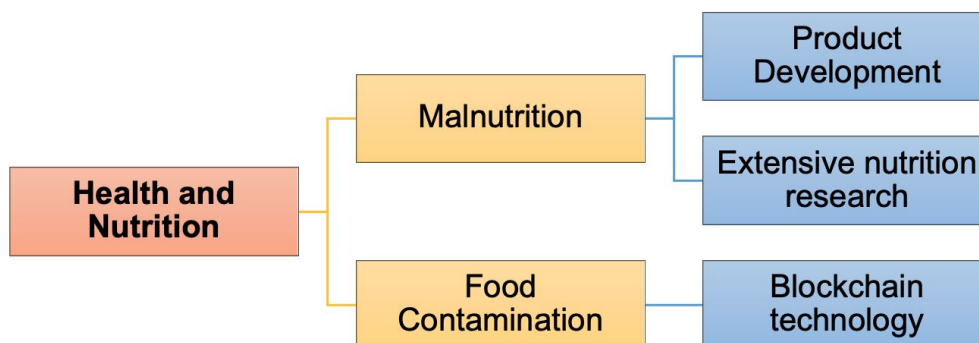 Health and
Nutrition
Malnutrition
Product
Development
Extensive nutrition
research
Food
Contamination
Blockchain
technology